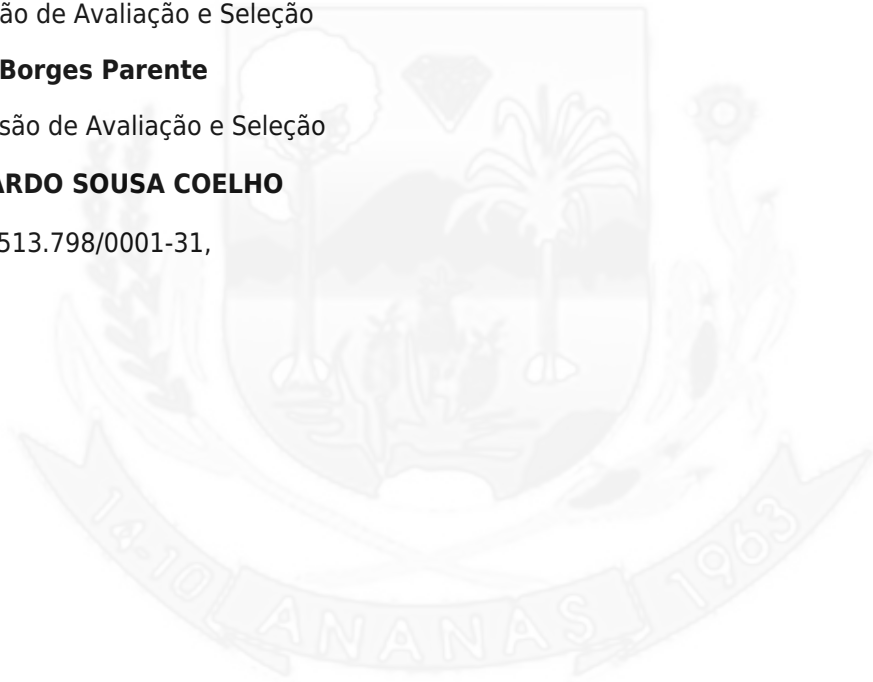 ão de Avaliação e Seleção
Borges Parente
são de Avaliação e Seleção
ARDO SOUSA COELHO
513.798/0001-31,
14-10 ANANAS 1963